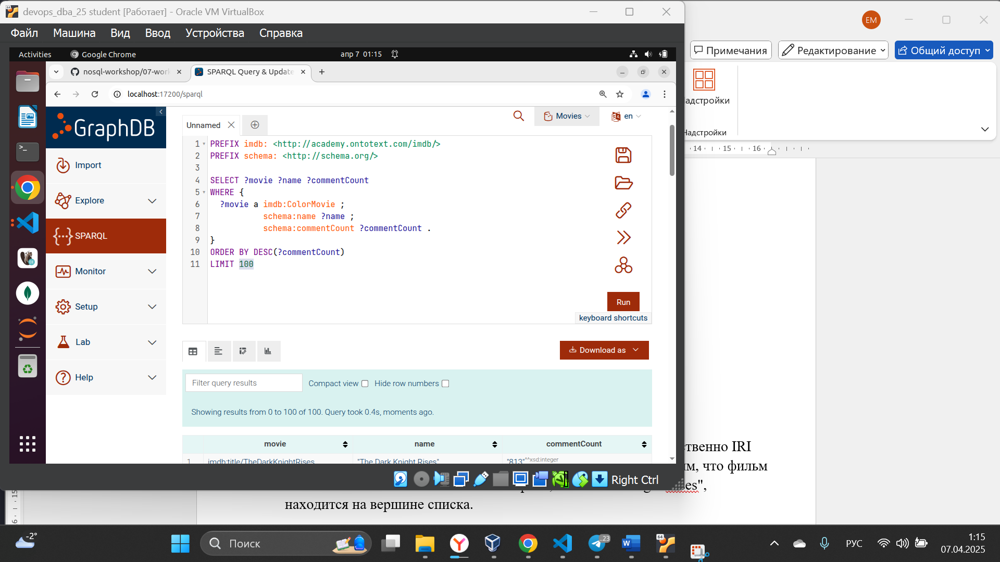 devops_dba_25 student [Работает] - Oracle VM VirtualBox
Файл Машина Вид Ввод Устройства Справка
Activities Google Chrome апр 7 01:15
nosql-workshop/07-wor SPARQL Query & Update
localhost:17200/sparql
GraphDB
Import
Explore
SPARQL
Monitor
Setup
Lab
Help
Unnamed
Movies en
1 PREFIX imdb: <http://academy.ontotext.com/imdb/>
2 PREFIX schema: <http://schema.org/>
3
4 SELECT ?movie ?name ?commentCount
5 WHERE {
6 ?movie a imdb:ColorMovie ;
7 schema:name ?name ;
8 schema:commentCount ?commentCount .
9 }
10 ORDER BY DESC(?commentCount)
11 LIMIT 100
Run
keyboard shortcuts
Download as
Filter query results Compact view Hide row numbers
Showing results from 0 to 100 of 100. Query took 0.4s, moments ago.
movie name commentCount
1 imdb:title/TheDarkKnightRises "The Dark Knight Rises" "813"^^xsd:integer
Right Ctrl
EM
Примечания Редактирование Общий доступ
адстройки
Надстройки
14 15 16
твенно IRI
м, что фильм
es",
находится на вершине списка.
15
6
-2°
Поиск
64
..23
РУС
1:15
07.04.2025